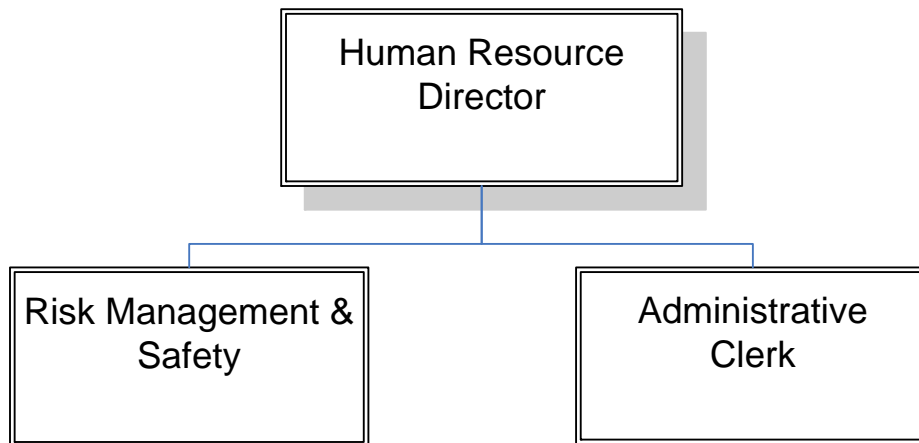 Human Resource
Director
Risk Management &
Safety
Administrative
Clerk